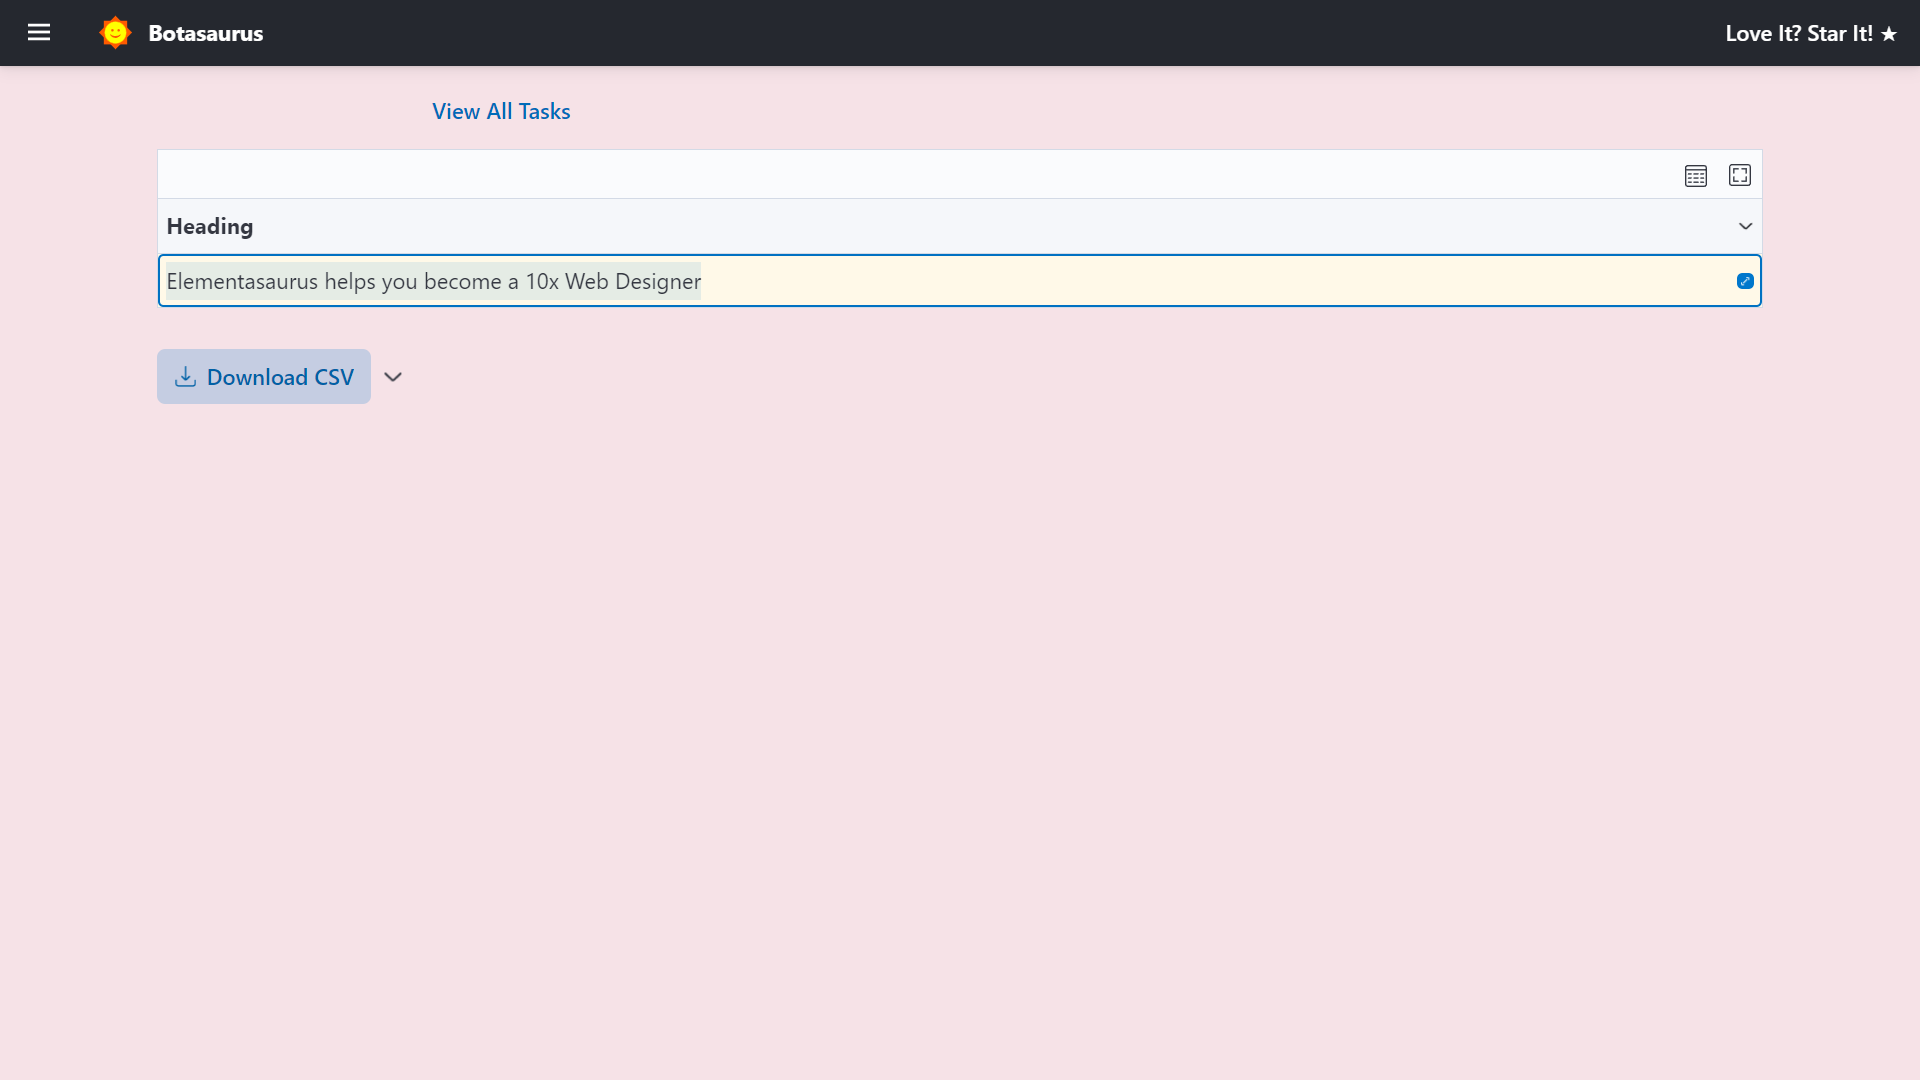 Botasaurus
Love It? Star It! ★
View All Tasks
Heading
Elementasaurus helps you become a 10x Web Designer
Download CSV